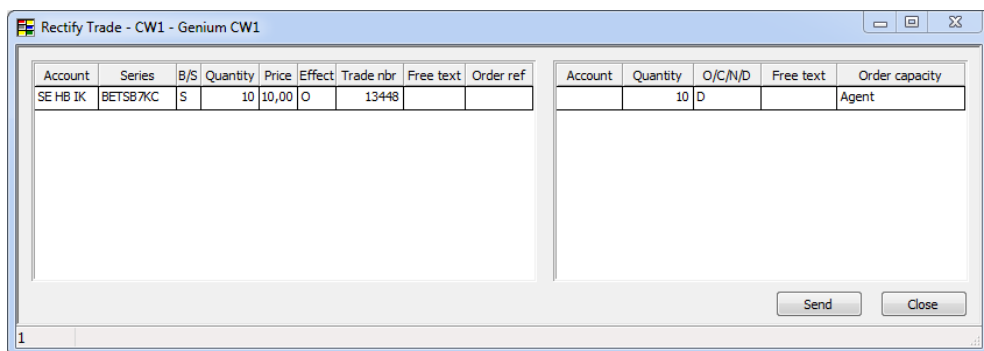 Rectify Trade - CW1 - Genium CW1
Account Series B/S Quantity Price Effect Trade nbr Free text Order ref Account Quantity O/C/N/D Free text Order capacity
SE HB IK BETSB7KC S 10 10,00 O 13448 10 D Agent
Send Close
1